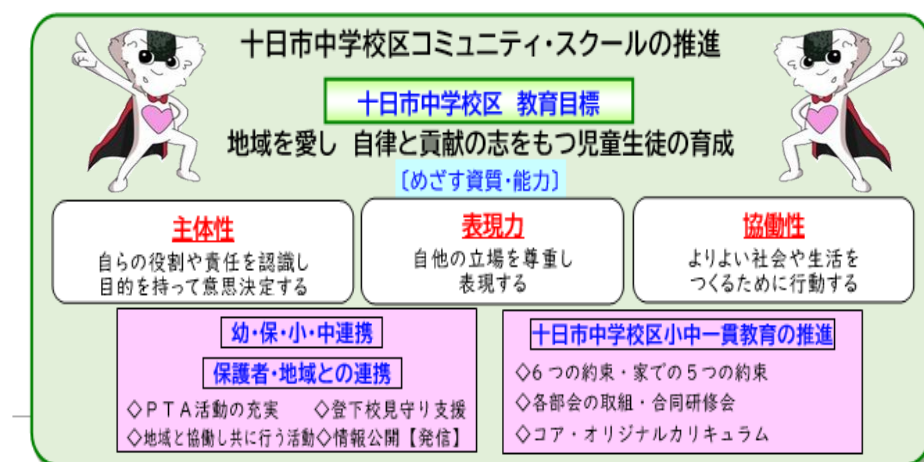 十日市中学校区コミュニティ・スクールの推進
十日市中学校区 教育目標
地域を愛し 自律と貢献の志をもつ児童生徒の育成
〔めざす資質・能力〕
主体性
自らの役割や責任を認識し
目的を持って意思決定する
表現力
自他の立場を尊重し
表現する
協働性
よりよい社会や生活を
つくるために行動する
幼・保・小・中連携
保護者・地域との連携
◇PTA活動の充実 ◇登下校見守り支援
◇地域と協働し共に行う活動◇情報公開【発信】
十日市中学校区小中一貫教育の推進
◇6つの約束・家での5つの約束
◇各部会の取組・合同研修会
◇コア・オリジナルカリキュラム